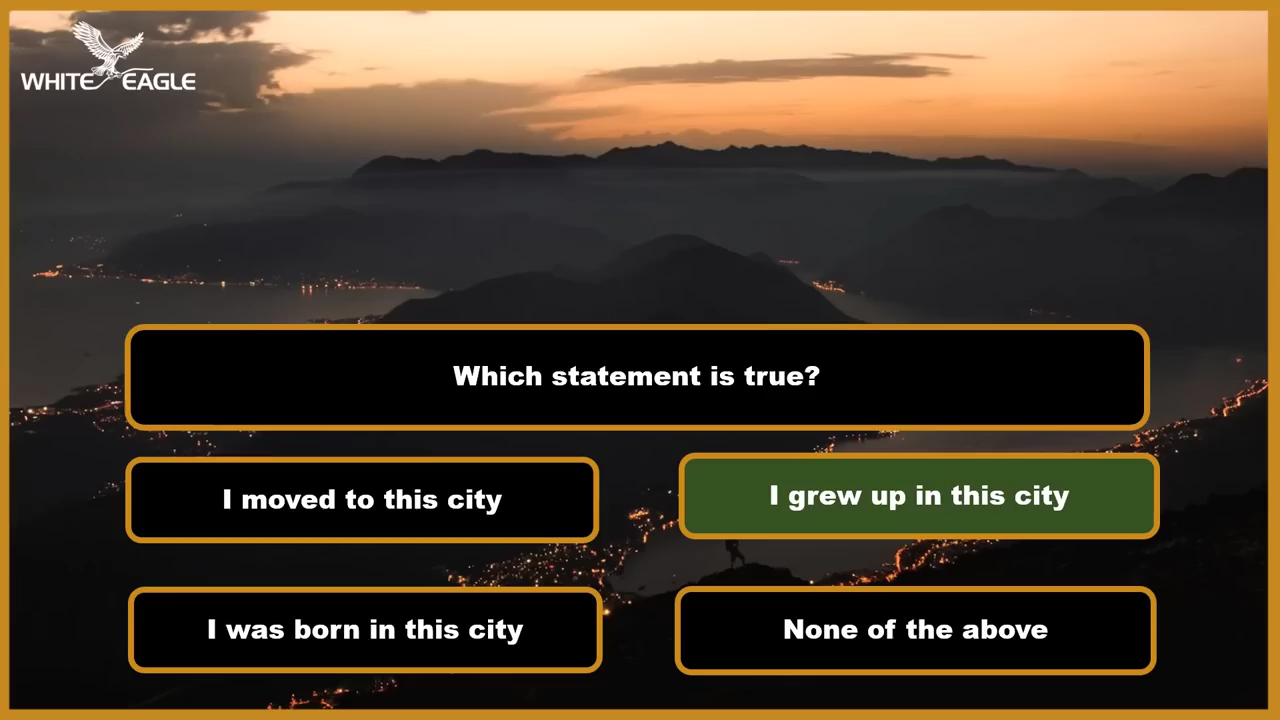 WHITE EAGLE
Which statement is true?
I moved to this city
I grew up in this city
I was born in this city
None of the above